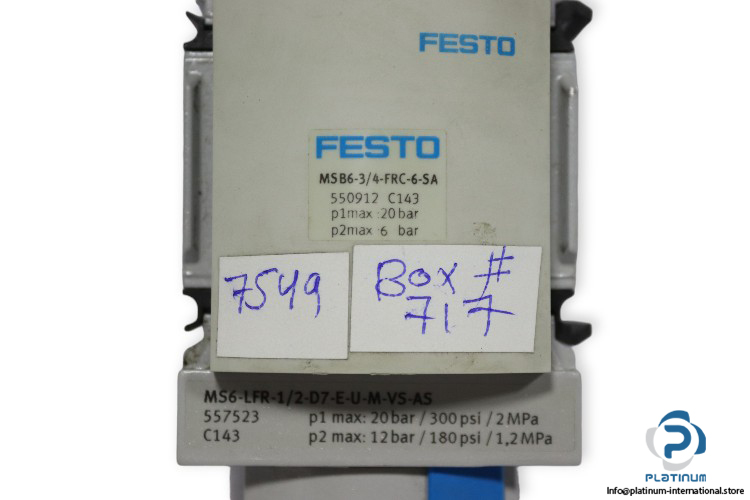 FESTO
FESTO
MSB6-3/4-FRC-6-SA
550912 C143
p1max :20 bar
p2max :6 bar
7549
Box #
717
MS6-LFR-1/2-D7-E-U-M-VS-AS
557523 p1 max: 20 bar / 300 psi / 2 MPa
C143 p2 max: 12 bar / 180 psi / 1,2 MPa
PLATINUM
INTERNATIONAL
Info@platinum-international.store